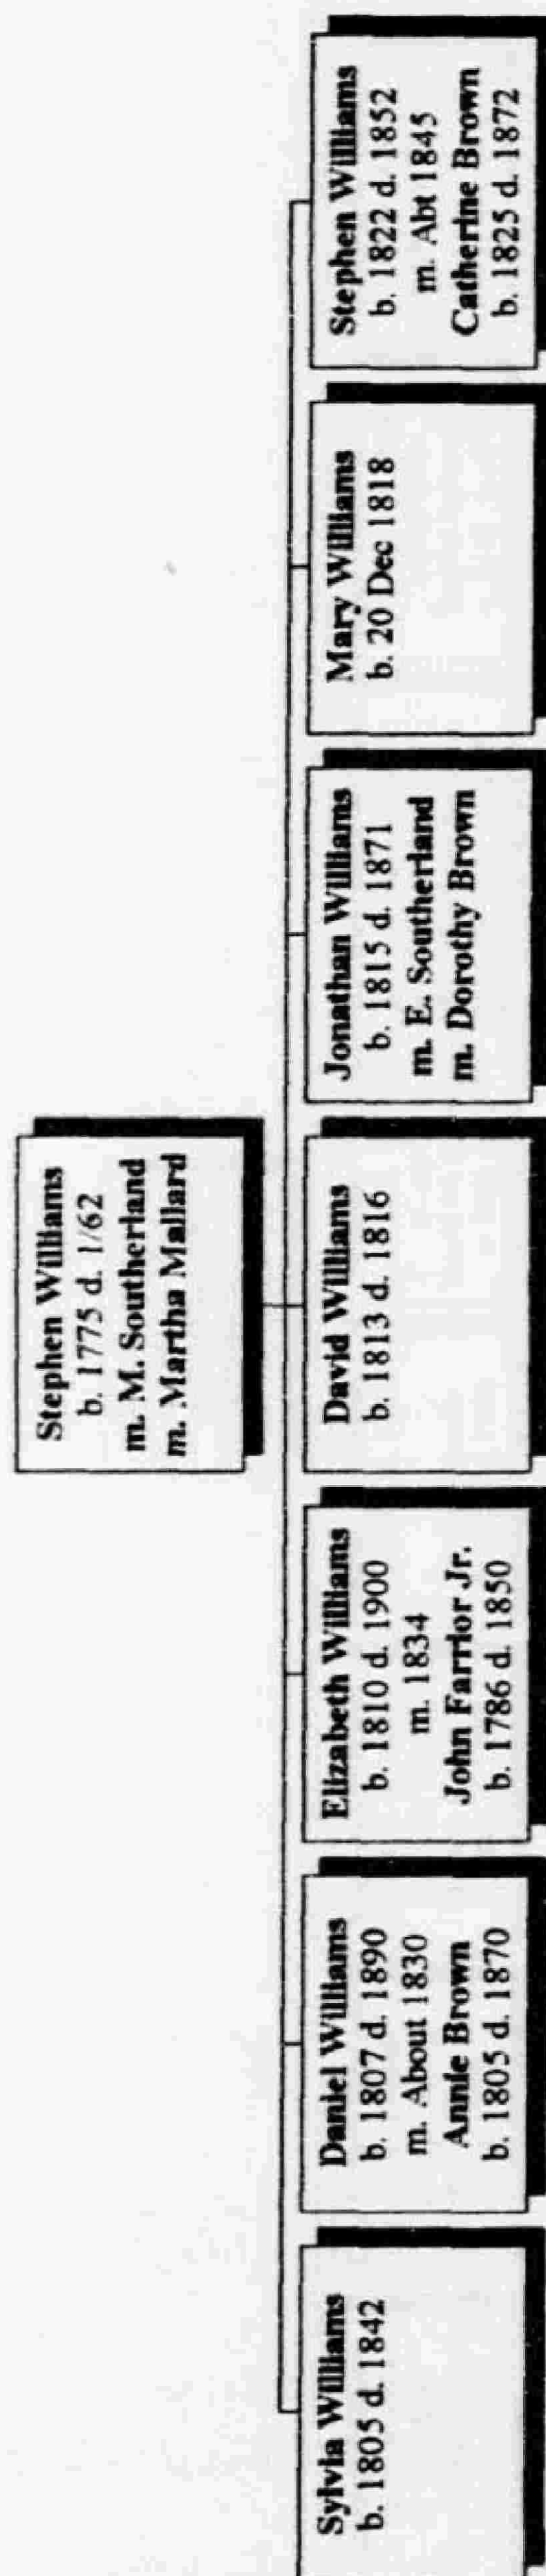 Stephen Williams
b. 1775 d. 1/62
m. M. Southerland
m. Martha Mallard
Sylvia Williams
b. 1805 d. 1842
Daniel Williams
b. 1807 d. 1890
m. About 1830
Annie Brown
b. 1805 d. 1870
Elizabeth Williams
b. 1810 d. 1900
m. 1834
John Farrior Jr.
b. 1786 d. 1850
David Williams
b. 1813 d. 1816
Jonathan Williams
b. 1815 d. 1871
m. E. Southerland
m. Dorothy Brown
Mary Williams
b. 20 Dec 1818
Stephen Williams
b. 1822 d. 1852
m. Abt 1845
Catherine Brown
b. 1825 d. 1872